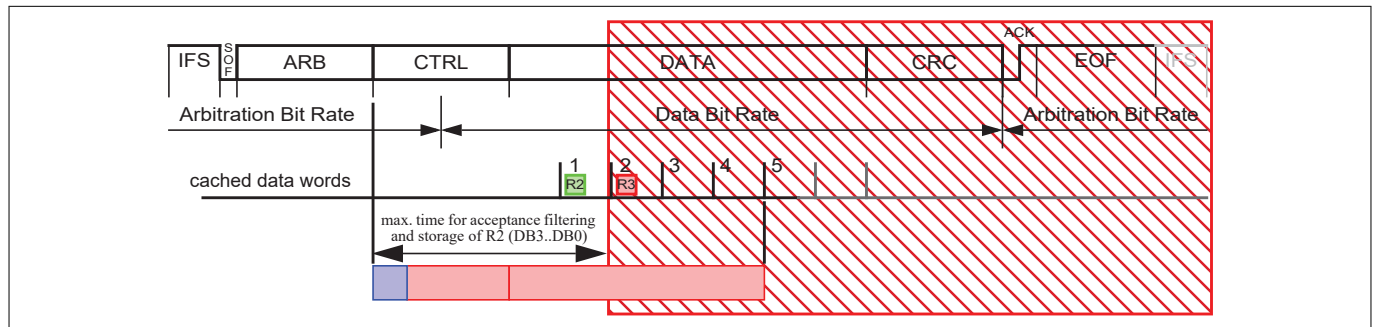 ACK
IFS
SOF
ARB
CTRL
DATA
CRC
EOF
IFS
Arbitration Bit Rate
Data Bit Rate
Arbitration Bit Rate
1
2
3
4
5
R2
R3
cached data words
max. time for acceptance filtering
and storage of R2 (DB3..DB0)